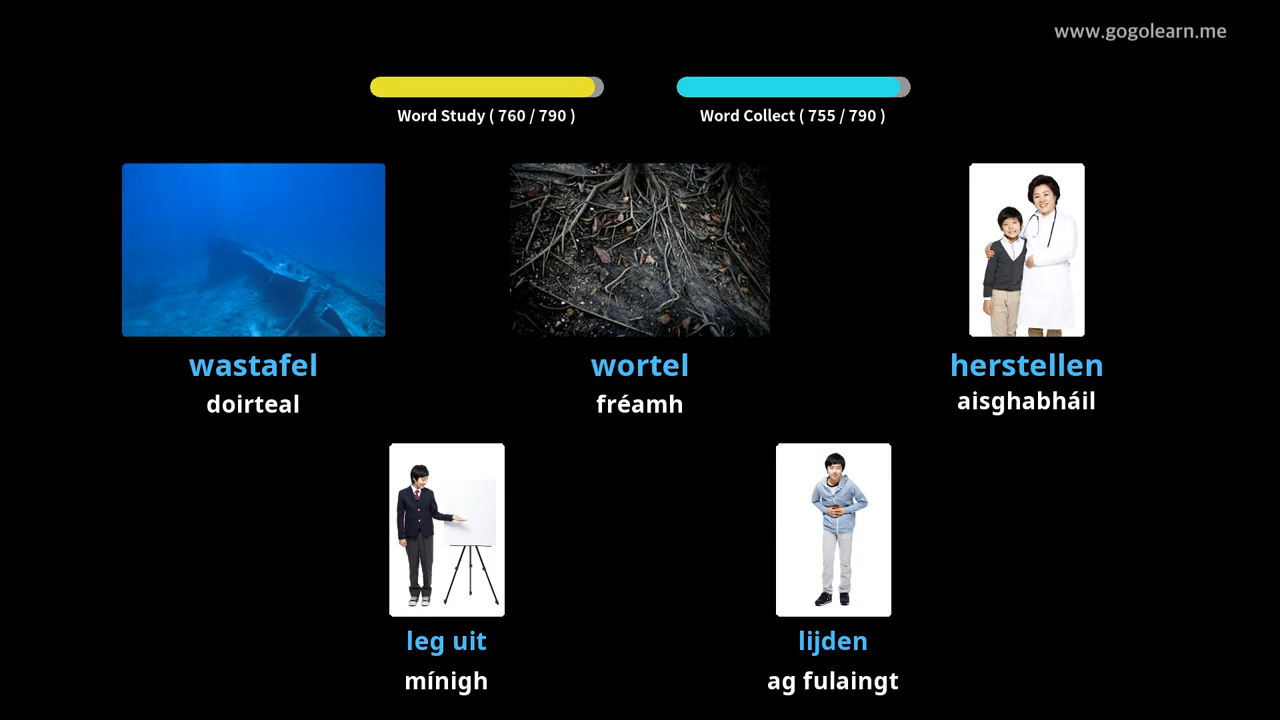 www.gogolearn.me
Word Study ( 760 / 790 )
Word Collect ( 755 / 790 )
wastafel
doirteal
wortel
fréamh
herstellen
aisghabháil
leg uit
mínigh
lijden
ag fulaingt